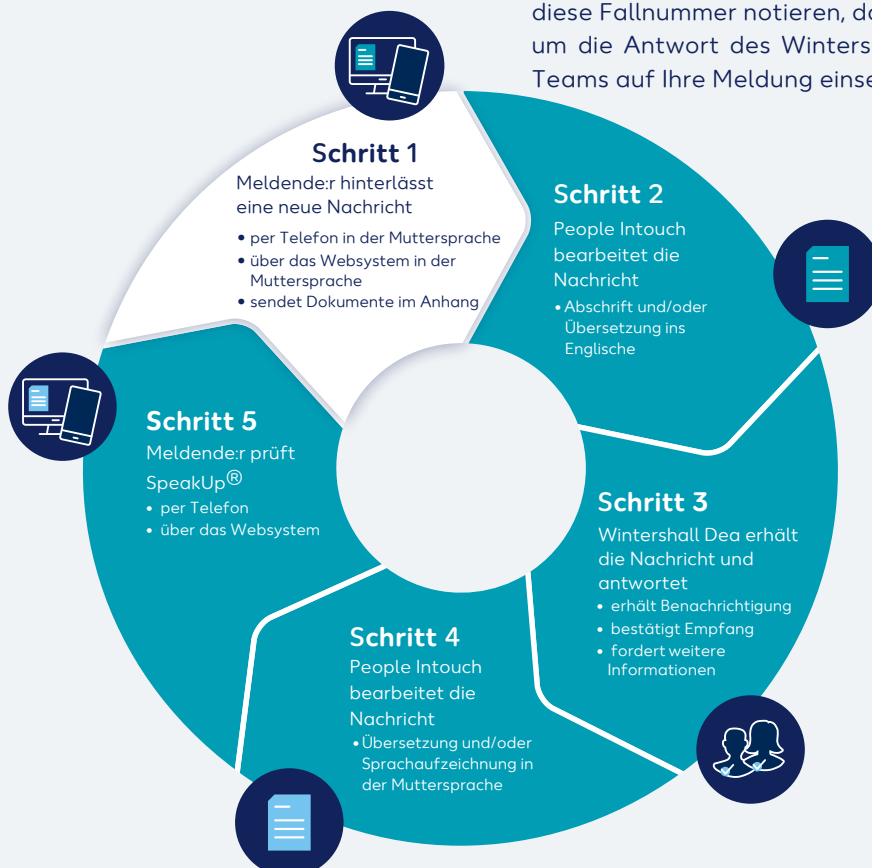 diese Fallnummer notieren,
um die Antwort des
Teams auf Ihre Meldung
Schritt 1
Meldende:r hinterlässt
eine neue Nachricht
• per Telefon in der Muttersprache
• über das Websystem in der
Muttersprache
• sendet Dokumente im Anhang
Schritt 2
People Intouch
bearbeitet die
Nachricht
• Abschrift und/oder
Übersetzung ins
Englische
Schritt 3
Wintershall Dea erhält
die Nachricht und
antwortet
• erhält Benachrichtigung
• bestätigt Empfang
• fordert weitere
Informationen
Schritt 4
People Intouch
bearbeitet die
Nachricht
• Übersetzung und/oder
Sprachaufzeichnung in
der Muttersprache
Schritt 5
Meldende:r prüft
SpeakUp®
• per Telefon
• über das Websystem